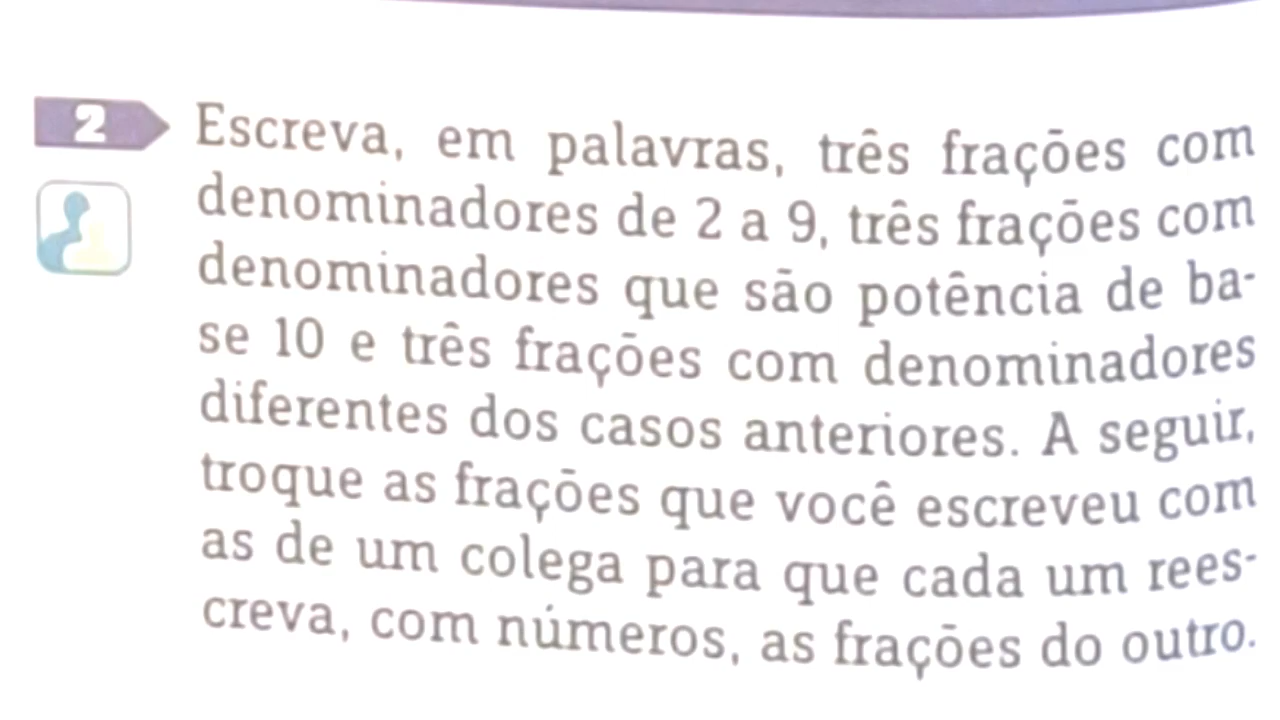 2 Escreva, em palavras, três frações com
denominadores de 2 a 9, três frações com
denominadores que são potência de ba-
se 10 e três frações com denominadores
diferentes dos casos anteriores. A seguir,
troque as frações que você escreveu com
as de um colega para que cada um rees-
creva, com números, as frações do outro.